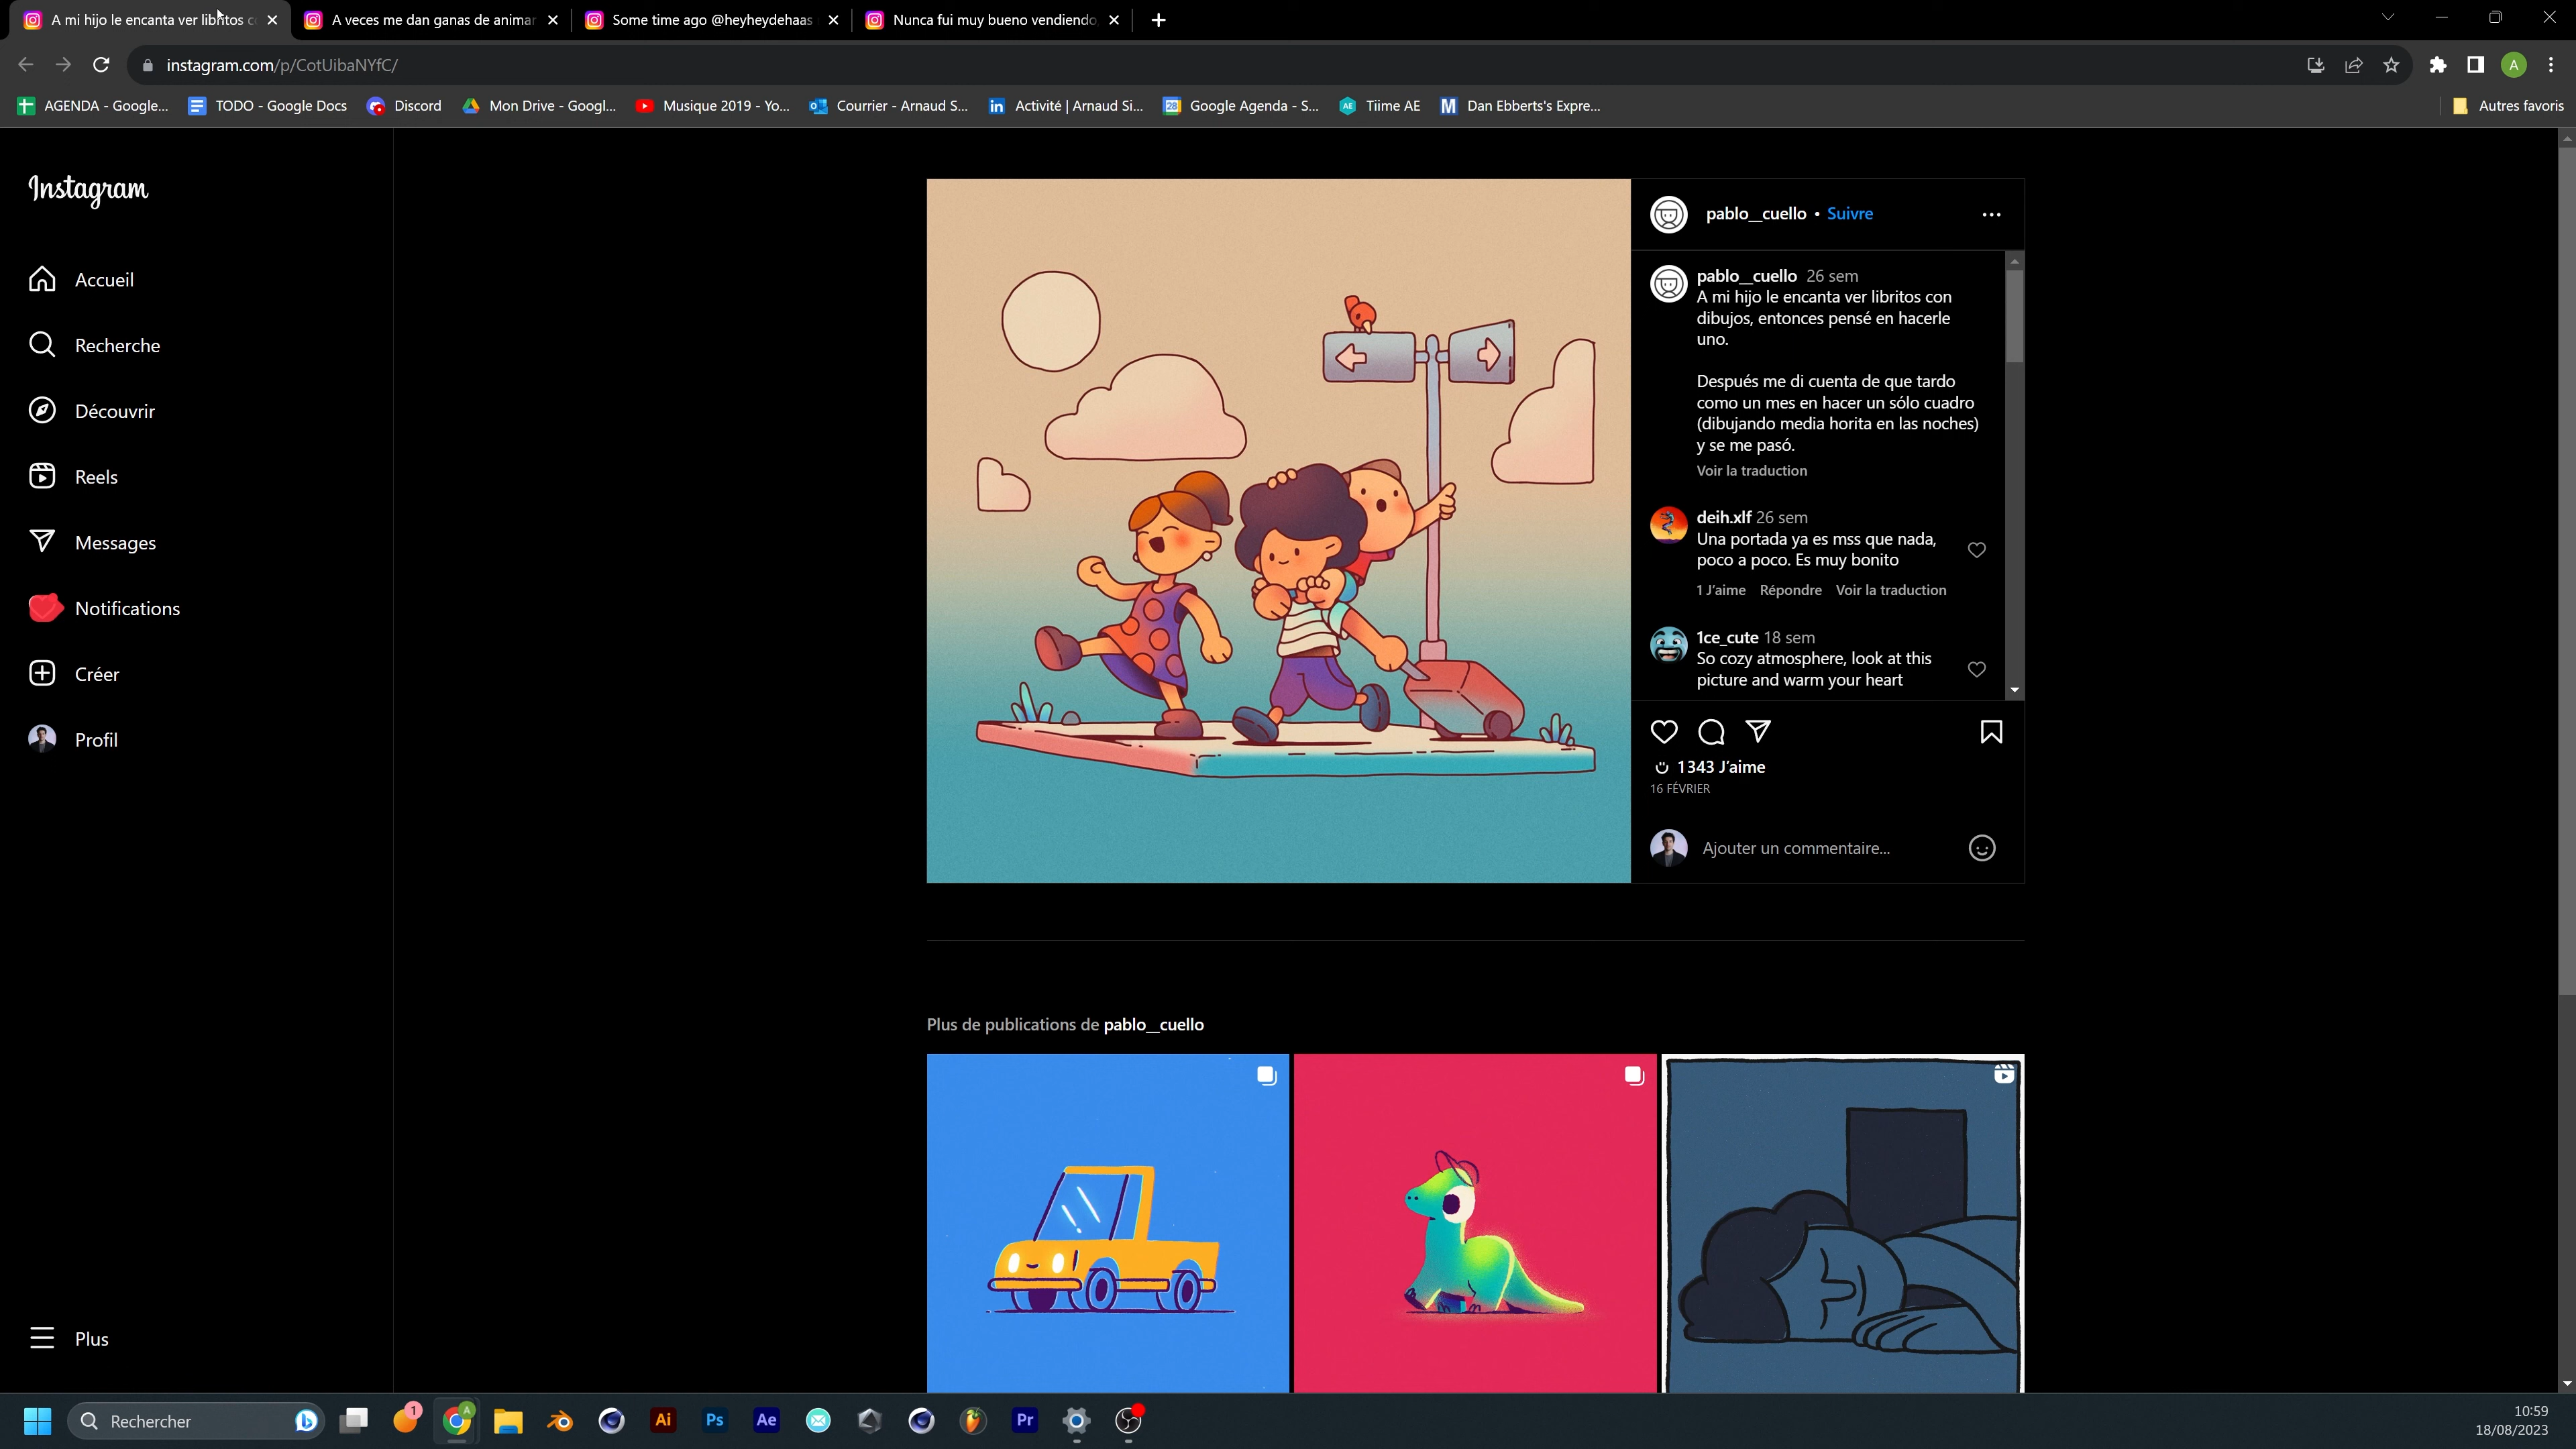 A mi hijo le encanta ver libritos c
A veces me dan ganas de animar
Some time ago @heyheydehaas
Nunca fui muy bueno vendiendo
instagram.com/p/CotUibaNYfC/
AGENDA - Google...
TODO - Google Docs
Discord
Mon Drive - Googl...
Musique 2019 - Yo...
Courrier - Arnaud S...
Activité | Arnaud Si...
Google Agenda - S...
Tiime AE
Dan Ebberts's Expre...
Autres favoris
Instagram
Accueil
Recherche
Découvrir
Reels
Messages
Notifications
Créer
Profil
Plus
pablo__cuello • Suivre
pablo__cuello 26 sem
A mi hijo le encanta ver libritos con
dibujos, entonces pensé en hacerle
uno.
Después me di cuenta de que tardo
como un mes en hacer un sólo cuadro
(dibujando media horita en las noches)
y se me pasó.
Voir la traduction
deih.xlf 26 sem
Una portada ya es mss que nada,
poco a poco. Es muy bonito
1 J'aime Répondre Voir la traduction
1ce_cute 18 sem
So cozy atmosphere, look at this
picture and warm your heart
1343 J'aime
16 FÉVRIER
Ajouter un commentaire...
Plus de publications de pablo__cuello
Rechercher
1
A
Ai
Ps
Ae
Pr
10:59
18/08/2023